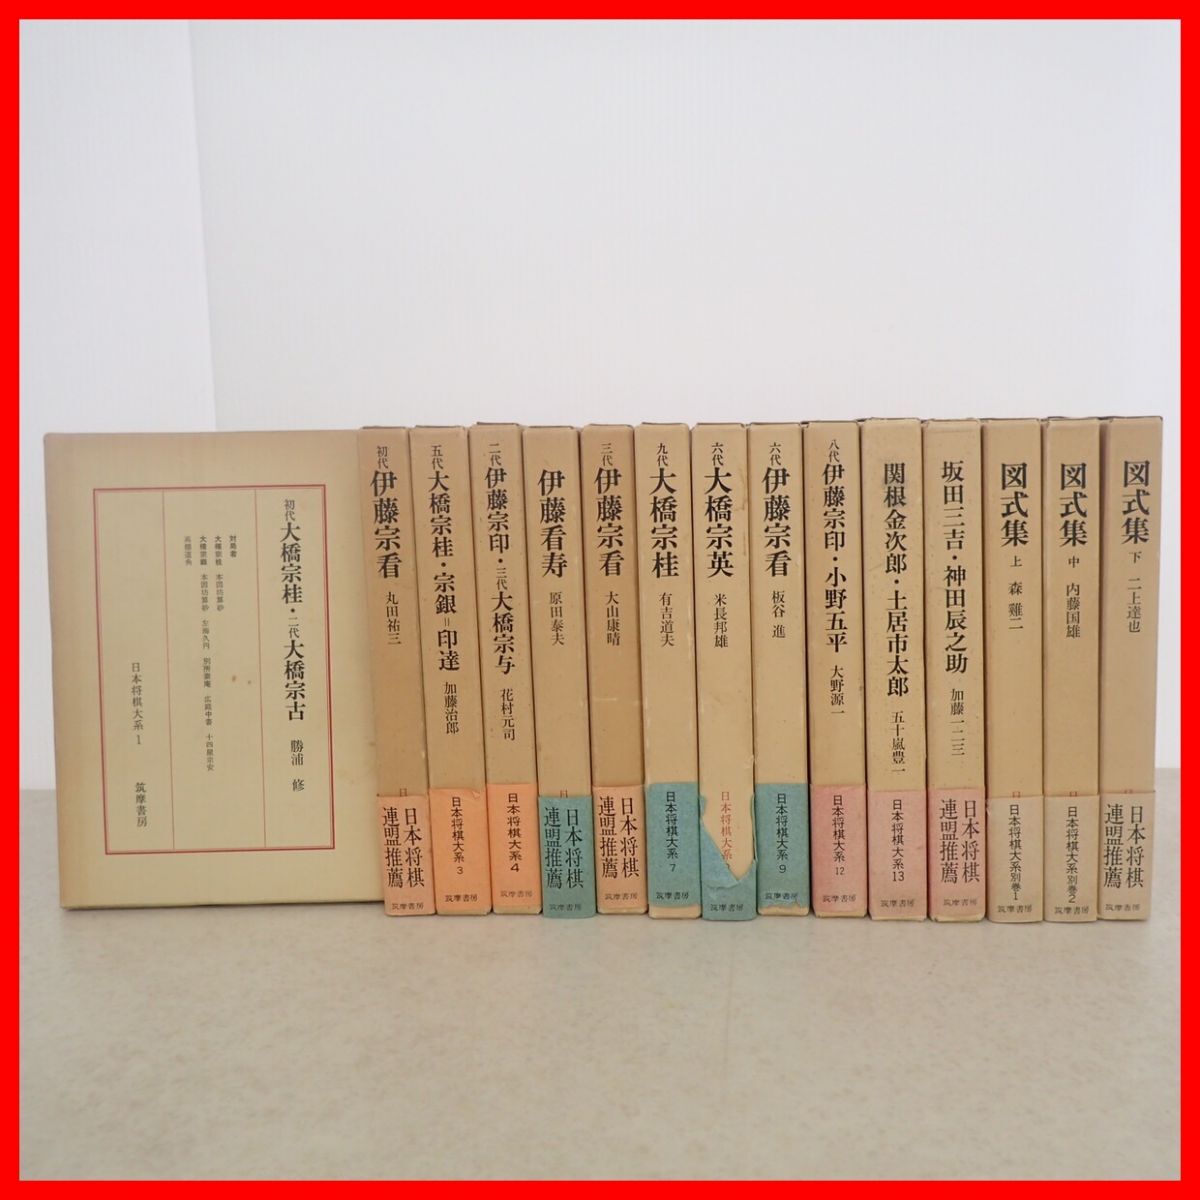 初代大橋宗桂・二代大橋宗古 勝浦 修
対局者
大橋宗桂 本因坊算砂
大橋宗古 本因坊算砂 左海久円 別所素庵 広庭中書 十四屋宗安
日本将棋大系1
筑摩書房
初代 伊藤宗看 丸田祐三
日本将棋
連盟推薦
筑摩書房
五代大橋宗桂・宗銀=印達 加藤治郎
日本将棋大系3
筑摩書房
二代伊藤宗印・三代大橋宗与 花村元司
日本将棋大系4
筑摩書房
伊藤看寿 原田泰夫
日本将棋
連盟推薦
筑摩書房
三代 伊藤宗看 大山康晴
日本将棋
連盟推薦
筑摩書房
九代 大橋宗桂 有吉道夫
日本将棋大系7
筑摩書房
六代 大橋宗英 米長邦雄
日本将棋大系
筑摩書房
六代 伊藤宗看 板谷 進
日本将棋大系9
筑摩書房
八代伊藤宗印・小野五平 大野源一
日本将棋大系12
筑摩書房
関根金次郎・土居市太郎 五十嵐豊一
日本将棋大系13
筑摩書房
坂田三吉・神田辰之助 加藤一二三
日本将棋
連盟推薦
筑摩書房
図式集 上 森 雞二
日本将棋大系別巻1
筑摩書房
図式集 中 内藤国雄
日本将棋大系別巻2
筑摩書房
図式集 下 二上達也
日本将棋
連盟推薦
筑摩書房